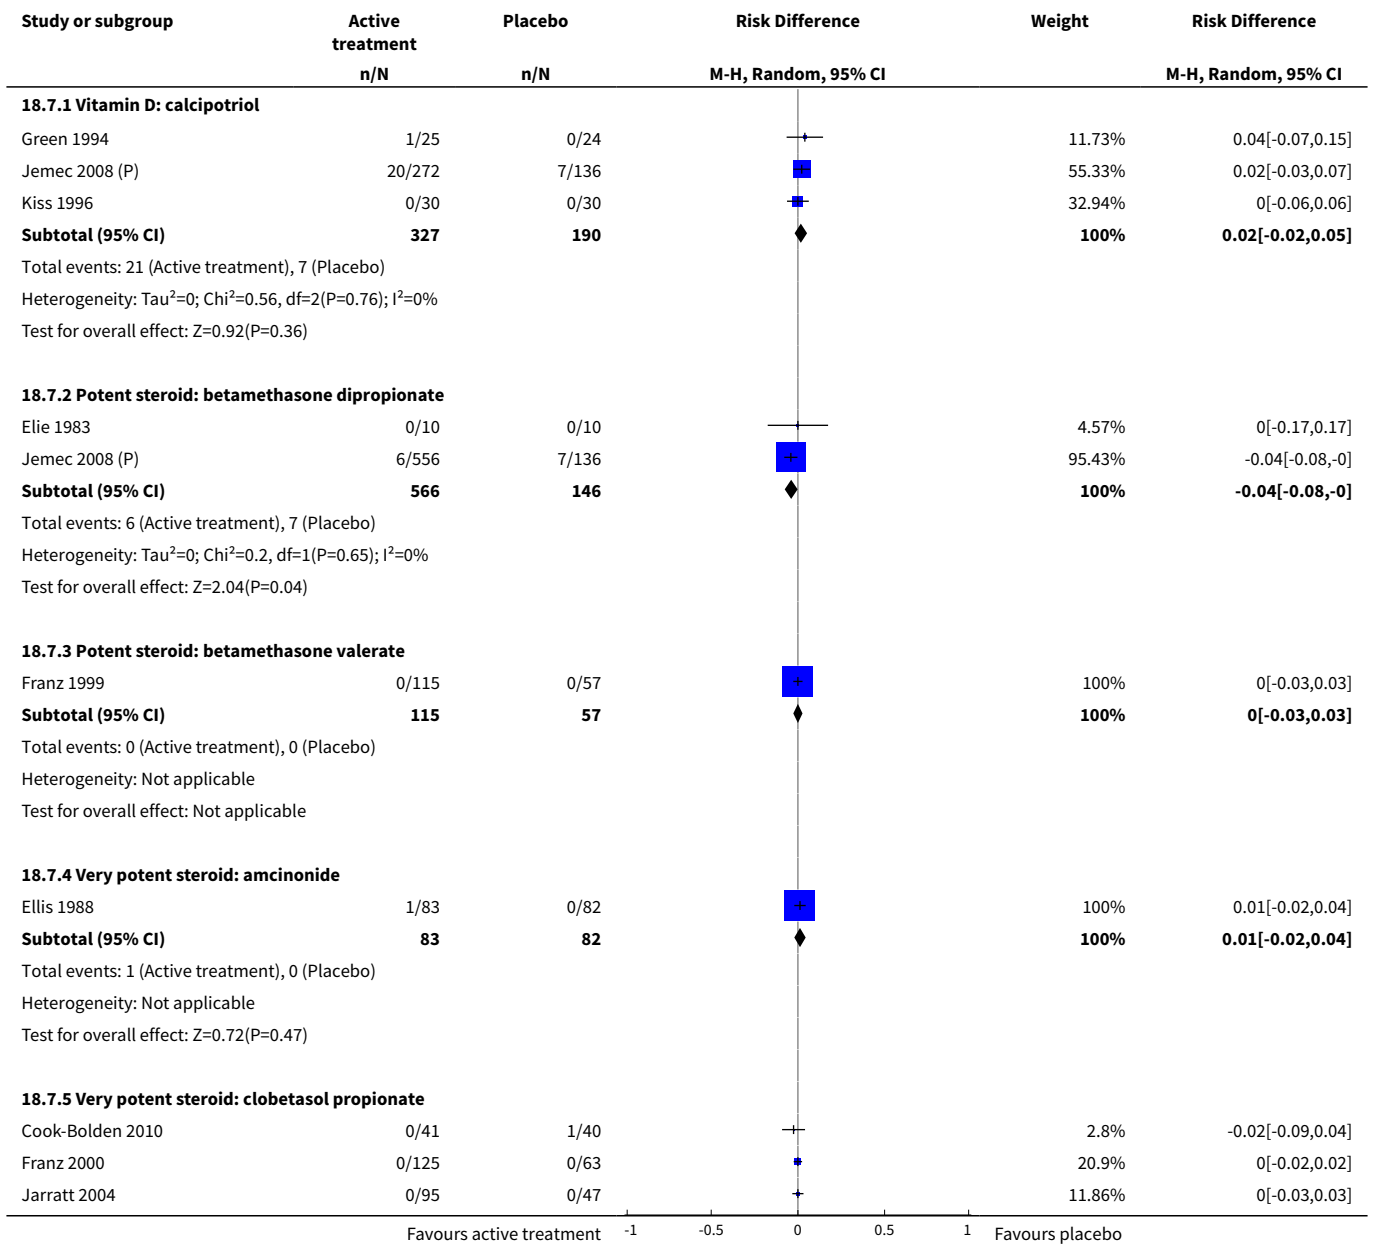 Study or subgroup Active treatment Placebo Risk Difference Weight Risk Difference
n/N n/N M-H, Random, 95% CI M-H, Random, 95% CI
18.7.1 Vitamin D: calcipotriol
Green 1994 1/25 0/24 11.73% 0.04[-0.07,0.15]
Jemec 2008 (P) 20/272 7/136 55.33% 0.02[-0.03,0.07]
Kiss 1996 0/30 0/30 32.94% 0[-0.06,0.06]
Subtotal (95% CI) 327 190 100% 0.02[-0.02,0.05]
Total events: 21 (Active treatment), 7 (Placebo)
Heterogeneity: Tau²=0; Chi²=0.56, df=2(P=0.76); I²=0%
Test for overall effect: Z=0.92(P=0.36)
18.7.2 Potent steroid: betamethasone dipropionate
Elie 1983 0/10 0/10 4.57% 0[-0.17,0.17]
Jemec 2008 (P) 6/556 7/136 95.43% -0.04[-0.08,-0]
Subtotal (95% CI) 566 146 100% -0.04[-0.08,-0]
Total events: 6 (Active treatment), 7 (Placebo)
Heterogeneity: Tau²=0; Chi²=0.2, df=1(P=0.65); I²=0%
Test for overall effect: Z=2.04(P=0.04)
18.7.3 Potent steroid: betamethasone valerate
Franz 1999 0/115 0/57 100% 0[-0.03,0.03]
Subtotal (95% CI) 115 57 100% 0[-0.03,0.03]
Total events: 0 (Active treatment), 0 (Placebo)
Heterogeneity: Not applicable
Test for overall effect: Not applicable
18.7.4 Very potent steroid: amcinonide
Ellis 1988 1/83 0/82 100% 0.01[-0.02,0.04]
Subtotal (95% CI) 83 82 100% 0.01[-0.02,0.04]
Total events: 1 (Active treatment), 0 (Placebo)
Heterogeneity: Not applicable
Test for overall effect: Z=0.72(P=0.47)
18.7.5 Very potent steroid: clobetasol propionate
Cook-Bolden 2010 0/41 1/40 2.8% -0.02[-0.09,0.04]
Franz 2000 0/125 0/63 20.9% 0[-0.02,0.02]
Jarratt 2004 0/95 0/47 11.86% 0[-0.03,0.03]
Favours active treatment -1 -0.5 0 0.5 1 Favours placebo